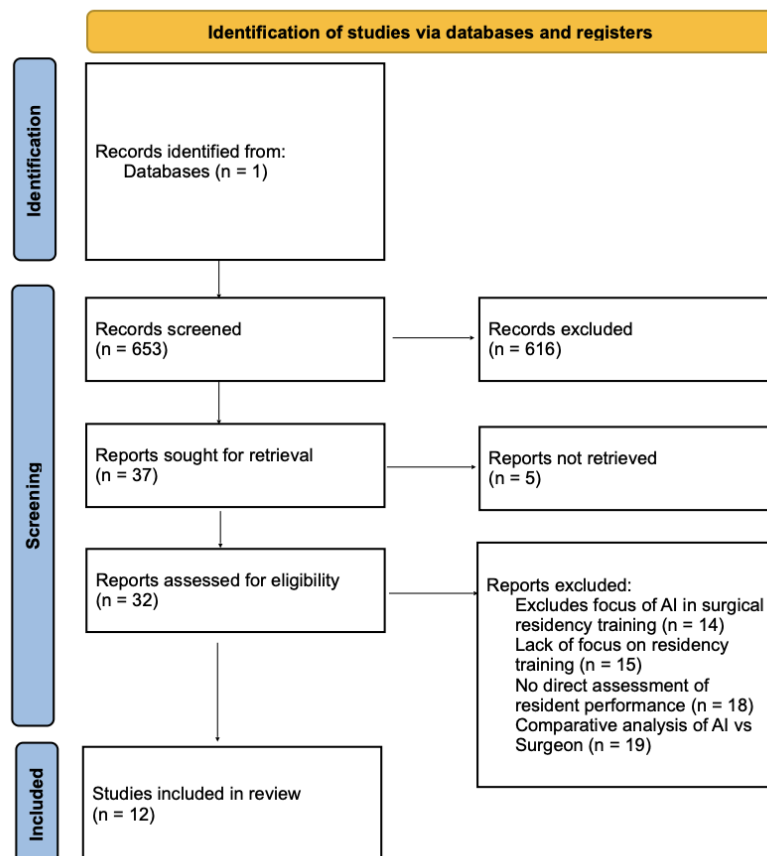 Identification of studies via databases and registers
Identification
Records identified from:
Databases (n = 1)
Screening
Records screened
(n = 653)
Records excluded
(n = 616)
Reports sought for retrieval
(n = 37)
Reports not retrieved
(n = 5)
Reports assessed for eligibility
(n = 32)
Reports excluded:
Excludes focus of AI in surgical
residency training (n = 14)
Lack of focus on residency
training (n = 15)
No direct assessment of
resident performance (n = 18)
Comparative analysis of AI vs
Surgeon (n = 19)
Included
Studies included in review
(n = 12)